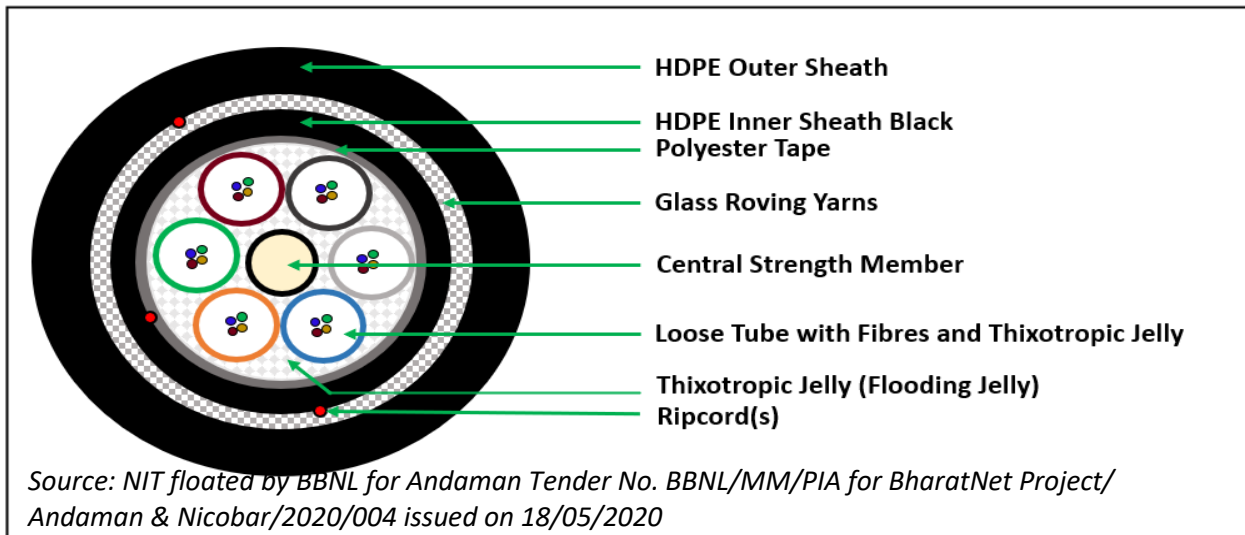 HDPE Outer Sheath
HDPE Inner Sheath Black
Polyester Tape
Glass Roving Yarns
Central Strength Member
Loose Tube with Fibres and Thixotropic Jelly
Thixotropic Jelly (Flooding Jelly)
Ripcord(s)
Source: NIT floated by BBNL for Andaman Tender No. BBNL/MM/PIA for BharatNet Project/
Andaman & Nicobar/2020/004 issued on 18/05/2020